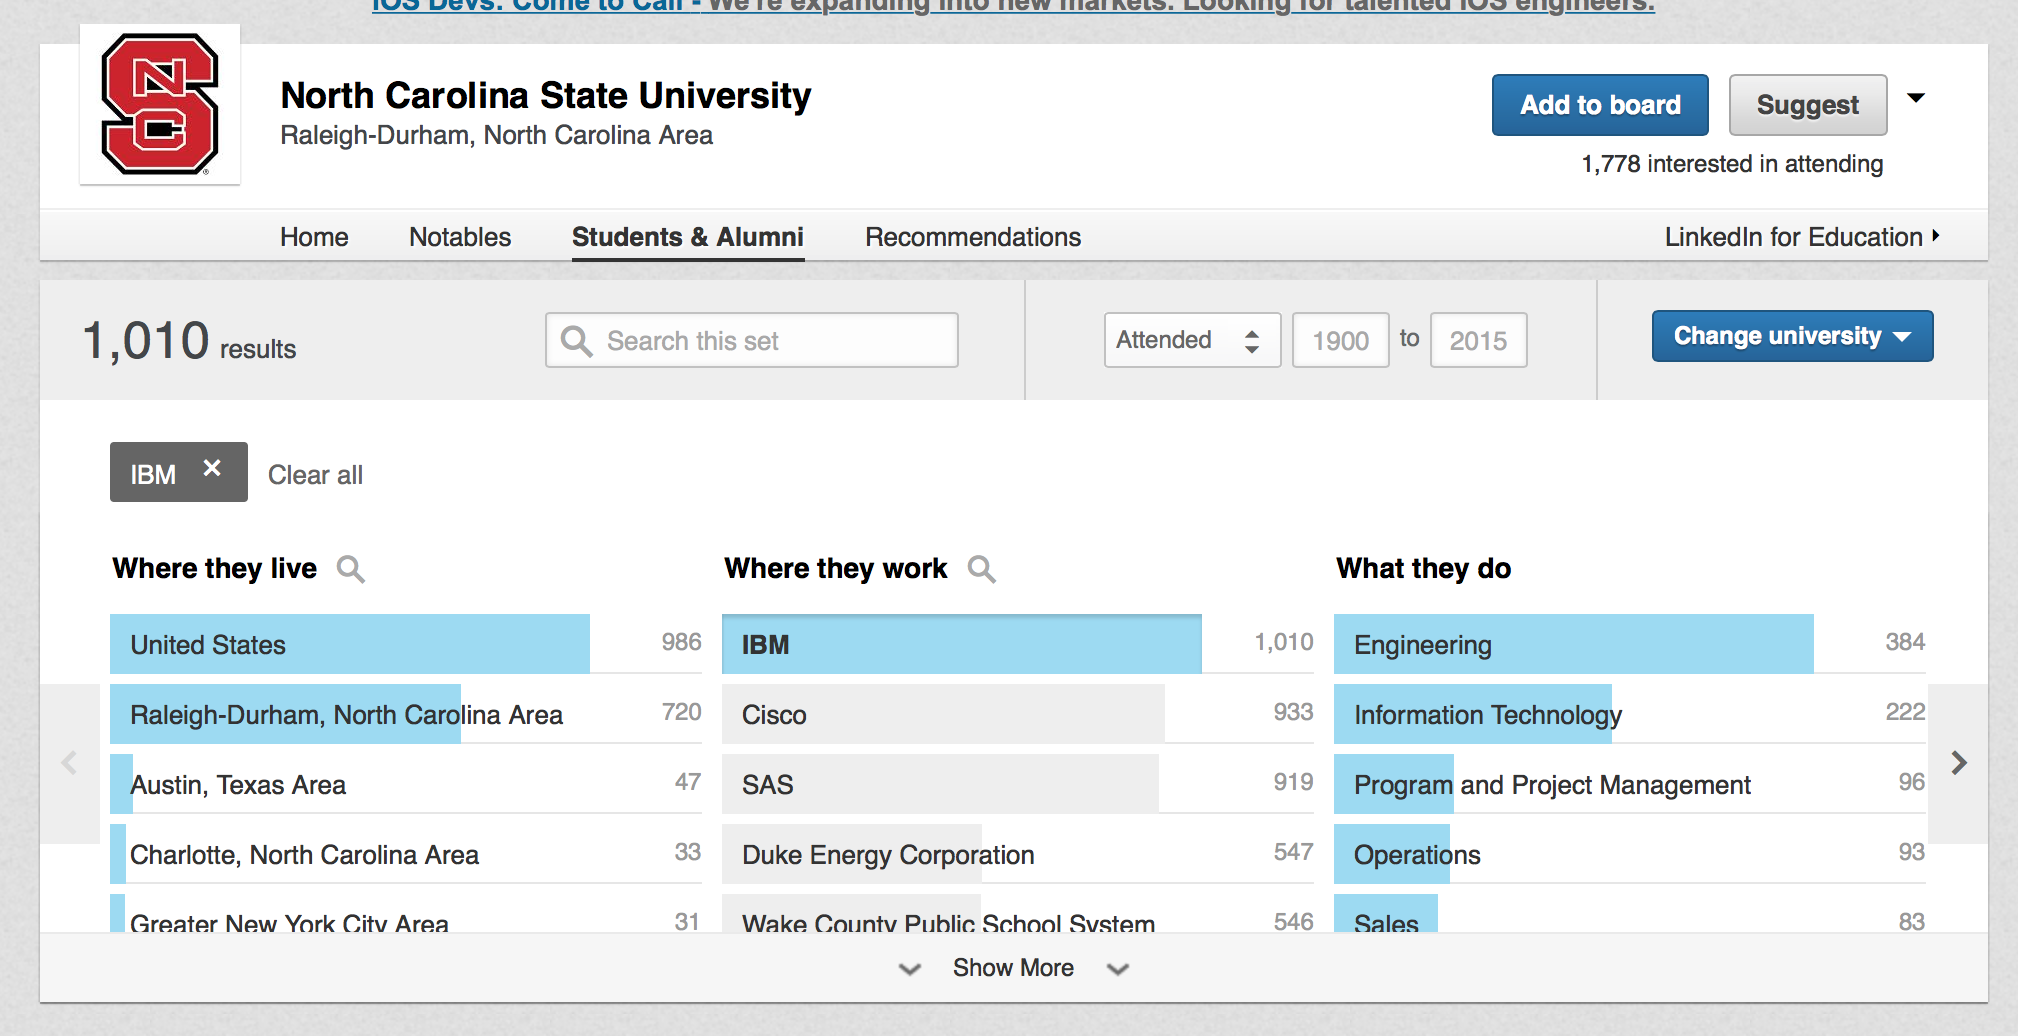 iOS Devs: Come to Cali - We're expanding into new markets. Looking for talented iOS engineers.
NC
North Carolina State University
Raleigh-Durham, North Carolina Area
Add to board
Suggest
1,778 interested in attending
Home Notables Students & Alumni Recommendations LinkedIn for Education
1,010 results
Search this set
Attended 1900 to 2015
Change university
IBM × Clear all
Where they live
United States 986
Raleigh-Durham, North Carolina Area 720
Austin, Texas Area 47
Charlotte, North Carolina Area 33
Greater New York City Area 31
Where they work
IBM 1,010
Cisco 933
SAS 919
Duke Energy Corporation 547
Wake County Public School System 546
What they do
Engineering 384
Information Technology 222
Program and Project Management 96
Operations 93
Sales 83
Show More